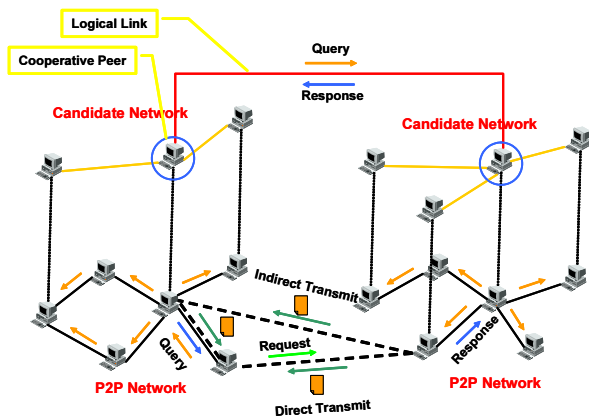 Logical Link
Query
Cooperative Peer
Response
Candidate Network
Candidate Network
Indirect Transmit
Request
Query
Response
P2P Network
P2P Network
Direct Transmit